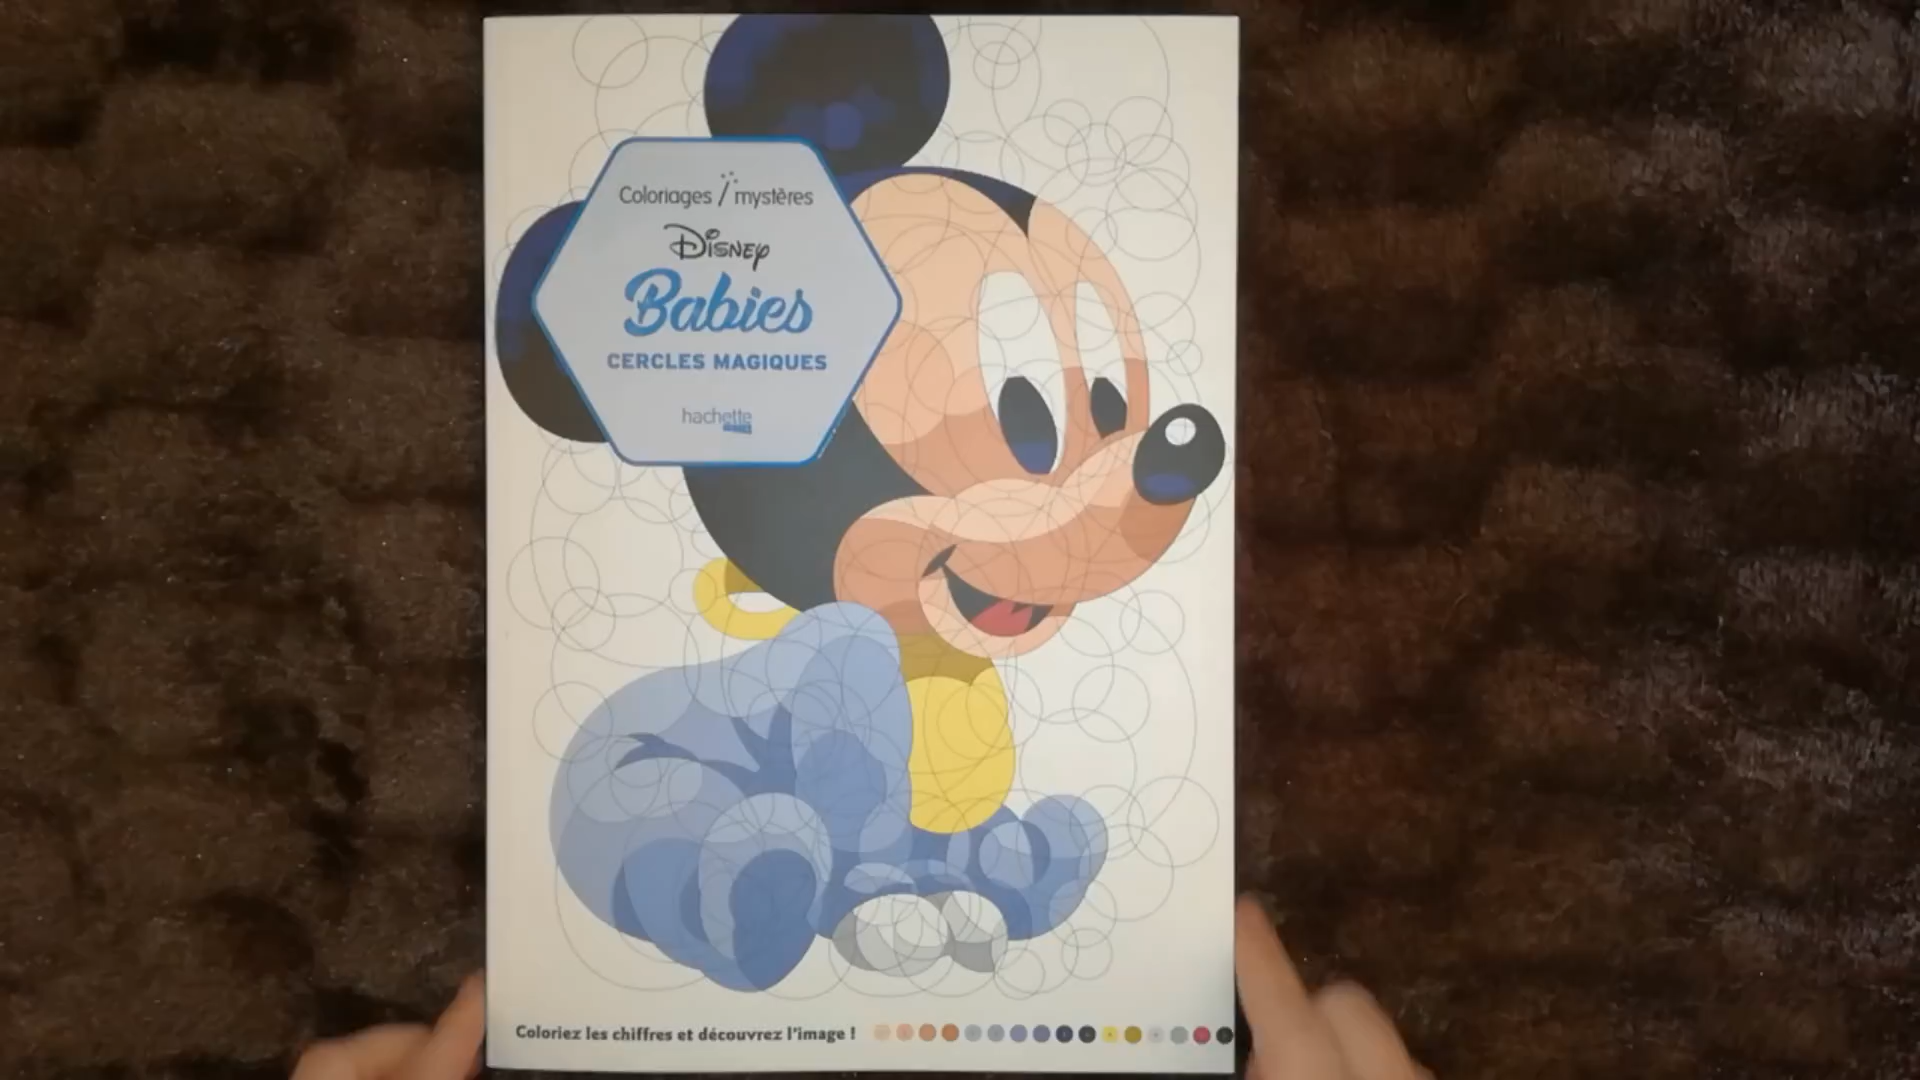 Coloriages mystères
Disney
Babies
CERCLES MAGIQUES
hachette
Coloriez les chiffres et découvrez l'image !